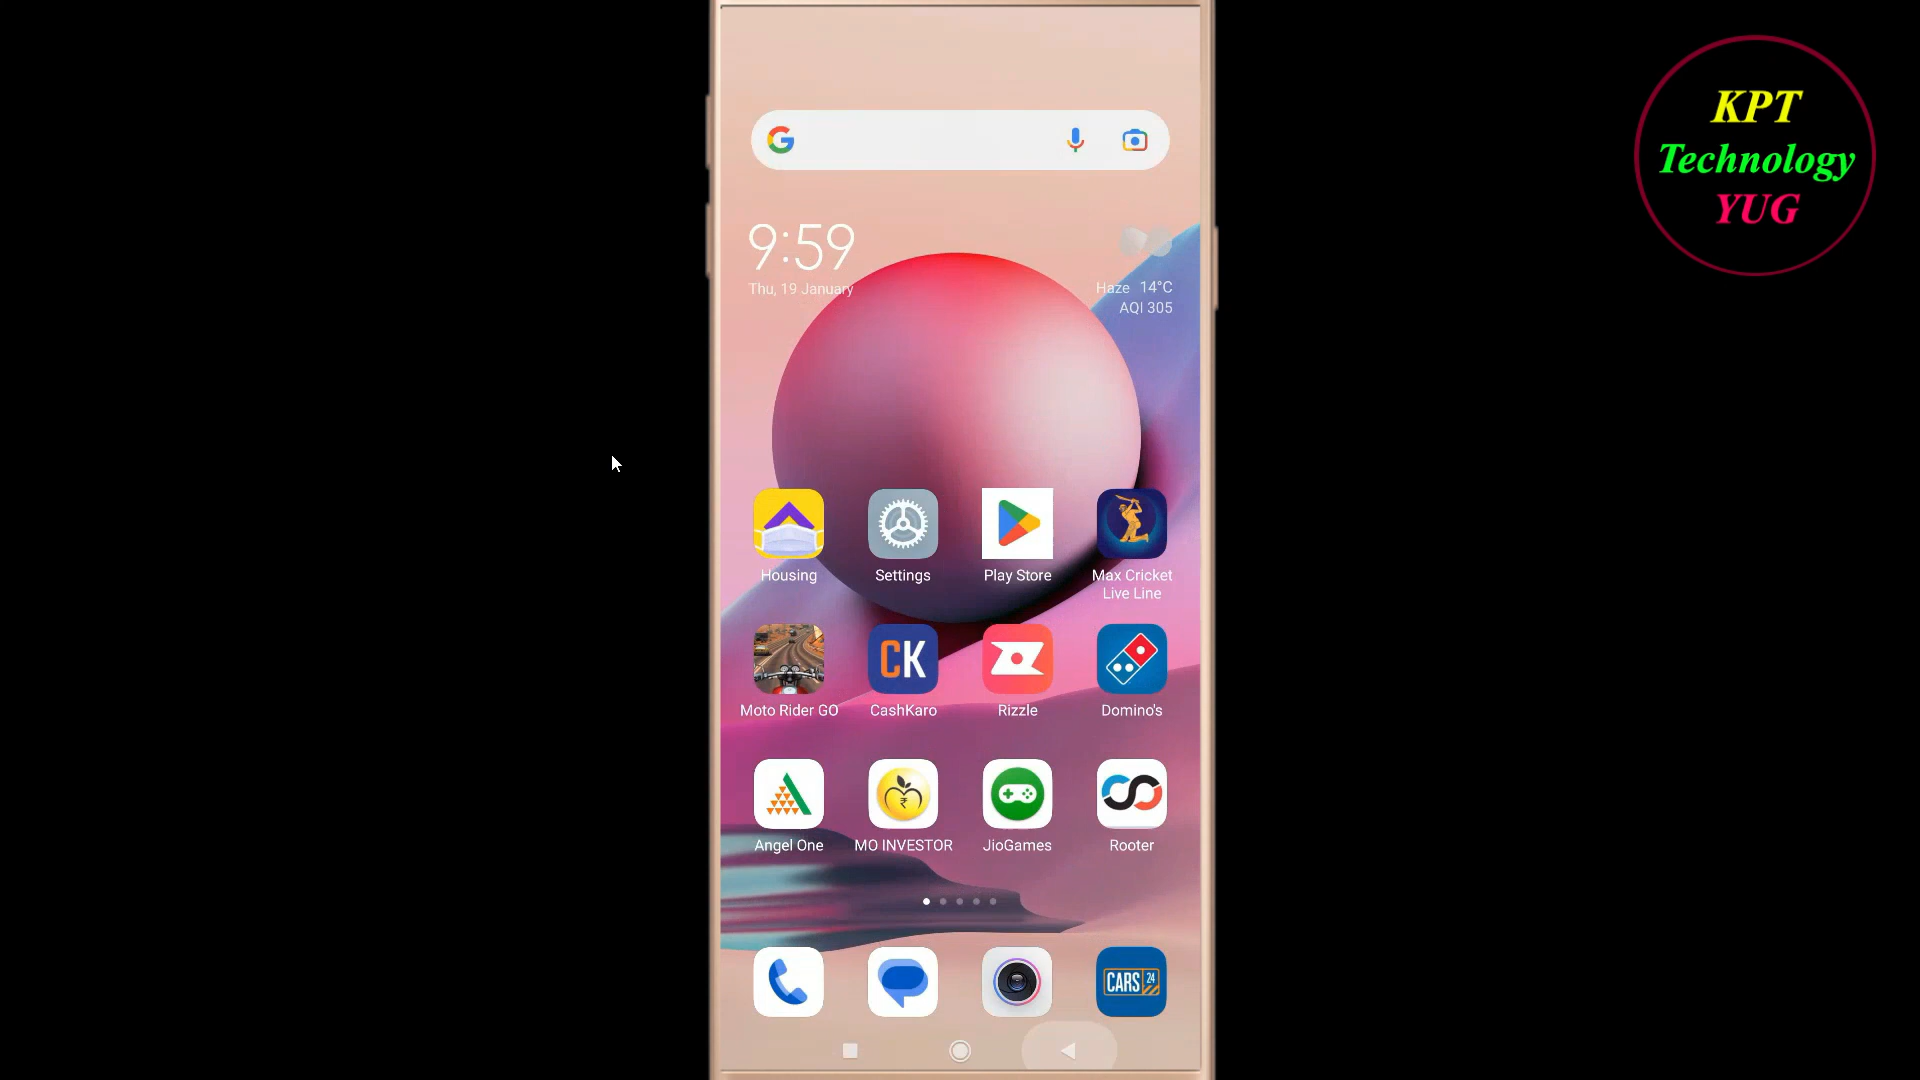 KPT
Technology
YUG
9:59
Thu, 19 January
Haze 14°C
AQI 305
Housing
Settings
Play Store
Max Cricket
Live Line
CK
Moto Rider GO
CashKaro
Rizzle
Domino's
Angel One
MO INVESTOR
JioGames
Rooter
CARS 24